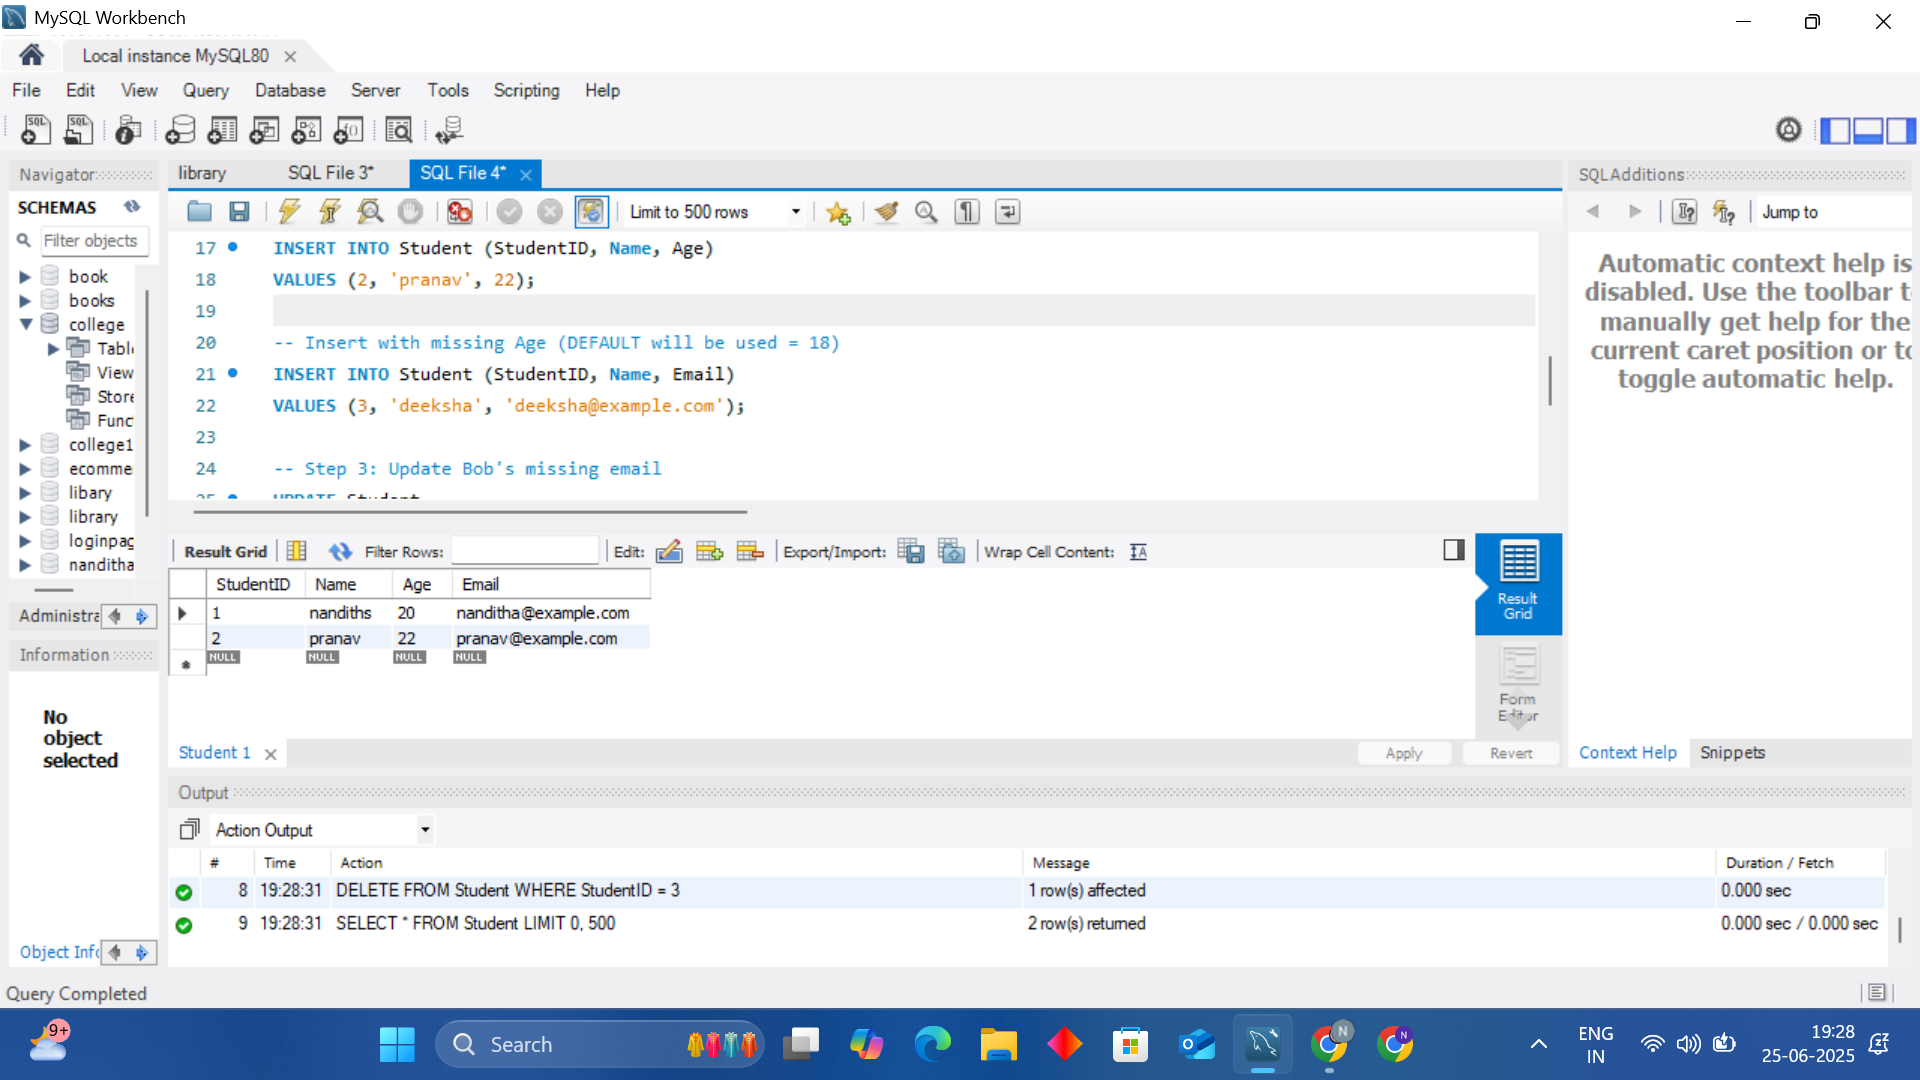 MySQL Workbench
Local instance MySQL80
File Edit View Query Database Server Tools Scripting Help
Navigator
SCHEMAS
Filter objects
book
books
college
Table
View
Store
Func
college1
ecomme
libary
library
loginpag
nanditha
Administra
Information
No
object
selected
Object Info
library SQL File 3* SQL File 4*
Limit to 500 rows
17 INSERT INTO Student (StudentID, Name, Age)
18 VALUES (2, 'pranav', 22);
19
20 -- Insert with missing Age (DEFAULT will be used = 18)
21 INSERT INTO Student (StudentID, Name, Email)
22 VALUES (3, 'deeksha', 'deeksha@example.com');
23
24 -- Step 3: Update Bob's missing email
25 UPDATE Student
Result Grid Filter Rows: Edit: Export/Import: Wrap Cell Content:
StudentID Name Age Email
1 nandiths 20 nanditha@example.com
2 pranav 22 pranav@example.com
NULL NULL NULL NULL
Result
Grid
Form
Editor
Student 1
Apply Revert
SQLAdditions
Jump to
Automatic context help is
disabled. Use the toolbar to
manually get help for the
current caret position or to
toggle automatic help.
Context Help Snippets
Output
Action Output
# Time Action Message Duration / Fetch
8 19:28:31 DELETE FROM Student WHERE StudentID = 3 1 row(s) affected 0.000 sec
9 19:28:31 SELECT * FROM Student LIMIT 0, 500 2 row(s) returned 0.000 sec / 0.000 sec
Query Completed
9+
Search
ENG
IN
19:28
25-06-2025